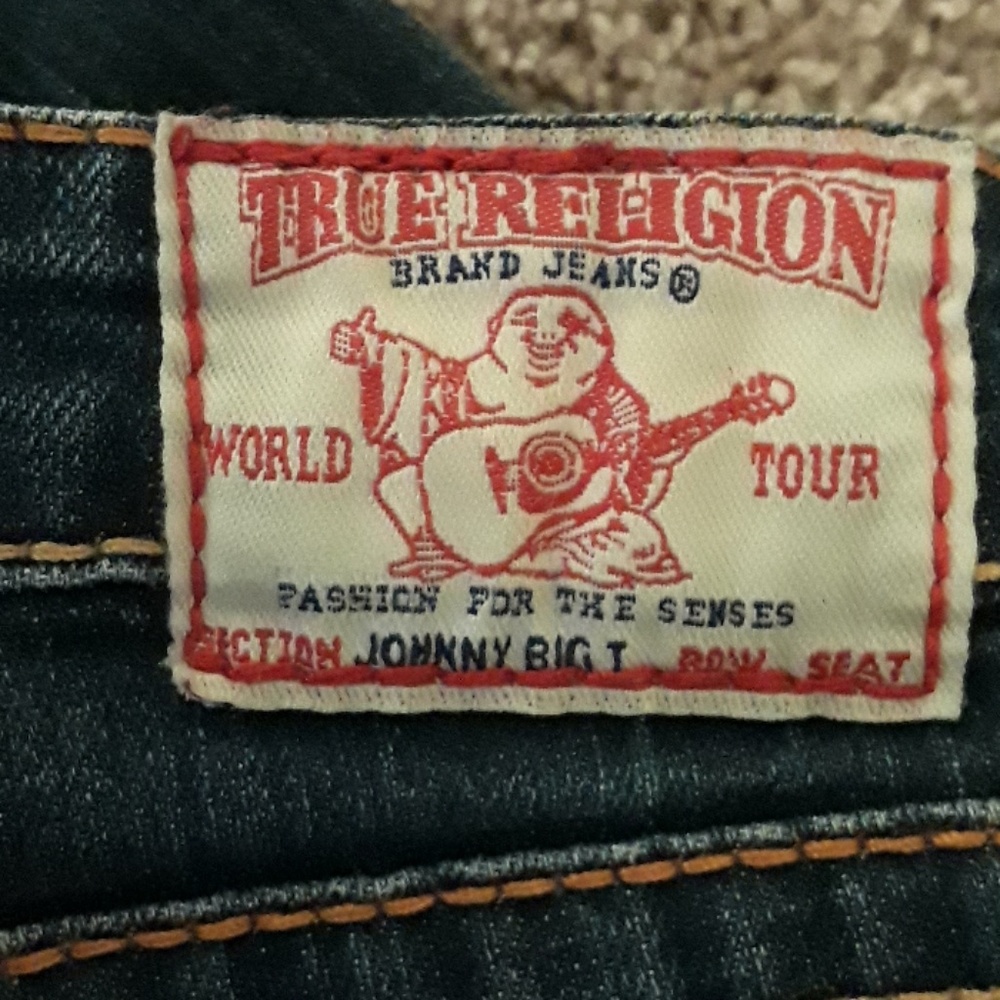 TRUE RELIGION
BRAND JEANS®
WORLD TOUR
FASHION FOR THE SENSES
SECTION JOHNNY BIG T ROW SEAT